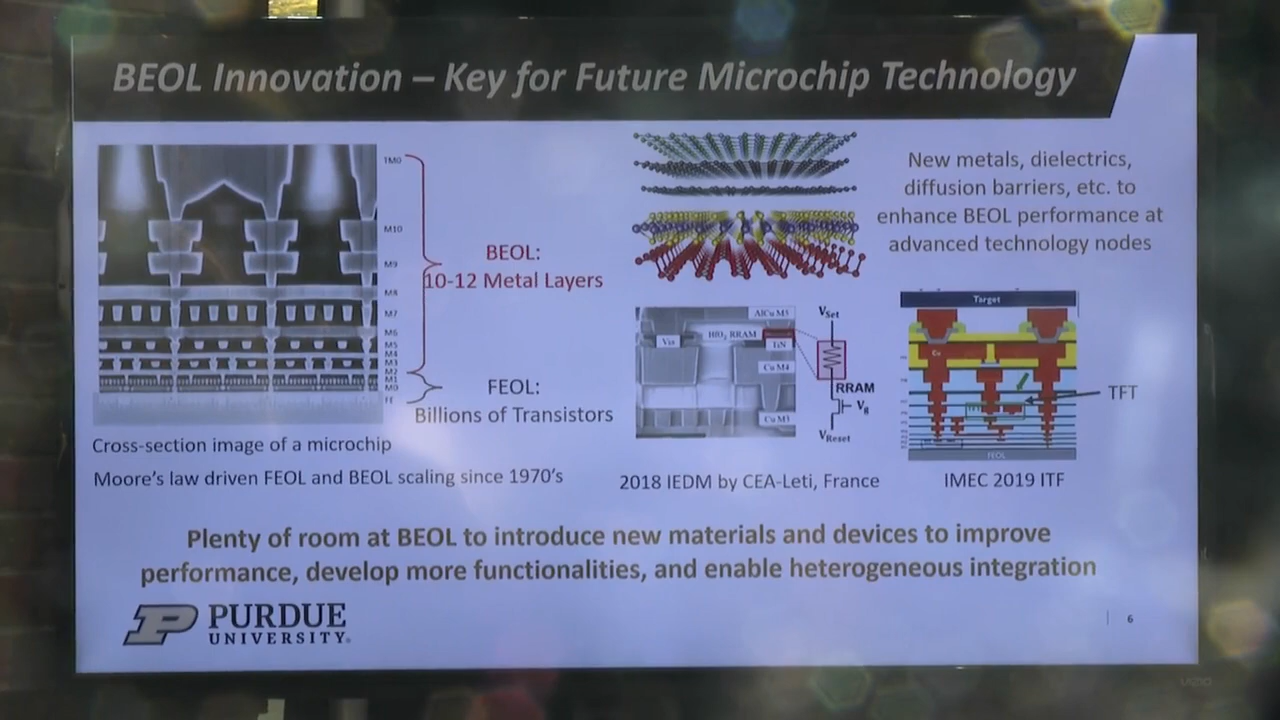 BEOL Innovation – Key for Future Microchip Technology
TM0
M10
M9
M8
M7
M6
M5
M4
M3
M2
M1
M0
BEOL:
10-12 Metal Layers
FEOL:
Billions of Transistors
Cross-section image of a microchip
Moore's law driven FEOL and BEOL scaling since 1970's
New metals, dielectrics,
diffusion barriers, etc. to
enhance BEOL performance at
advanced technology nodes
AlCu M5
HfO2 RRAM
Via
TiN
Cu M4
Cu M3
VSet
RRAM
Vg
VReset
2018 IEDM by CEA-Leti, France
Target
Cu
TFT
FEOL
IMEC 2019 ITF
Plenty of room at BEOL to introduce new materials and devices to improve
performance, develop more functionalities, and enable heterogeneous integration
P PURDUE
UNIVERSITY®
6
VIZIO